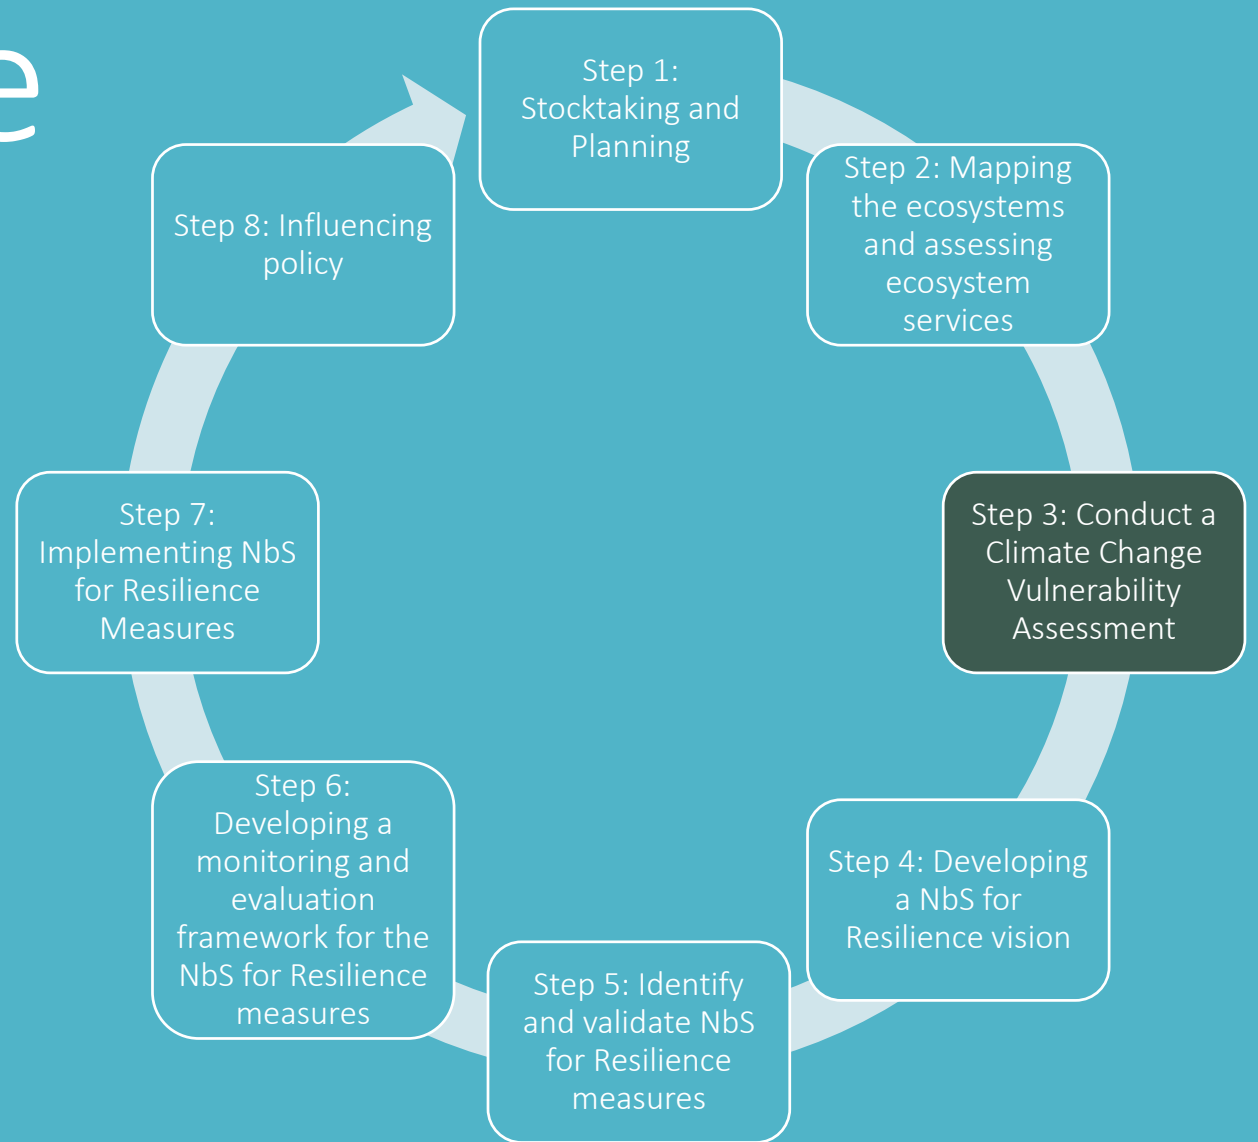 e
Step 1:
Stocktaking and
Planning
Step 2: Mapping
the ecosystems
and assessing
ecosystem
services
Step 3: Conduct a
Climate Change
Vulnerability
Assessment
Step 4: Developing
a NbS for
Resilience vision
Step 5: Identify
and validate NbS
for Resilience
measures
Step 6:
Developing a
monitoring and
evaluation
framework for the
NbS for Resilience
measures
Step 7:
Implementing NbS
for Resilience
Measures
Step 8: Influencing
policy